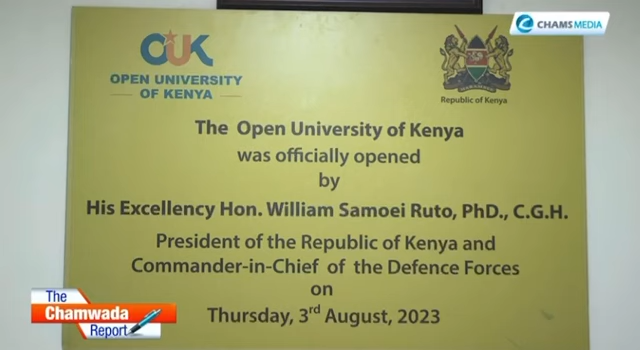 CHAMSMEDIA
OUK
OPEN UNIVERSITY
OF KENYA
Republic of Kenya
The Open University of Kenya
was officially opened
by
His Excellency Hon. William Samoei Ruto, PhD., C.G.H.
President of the Republic of Kenya and
Commander-in-Chief of the Defence Forces
on
Thursday, 3rd August, 2023
The
Chamwada
Report